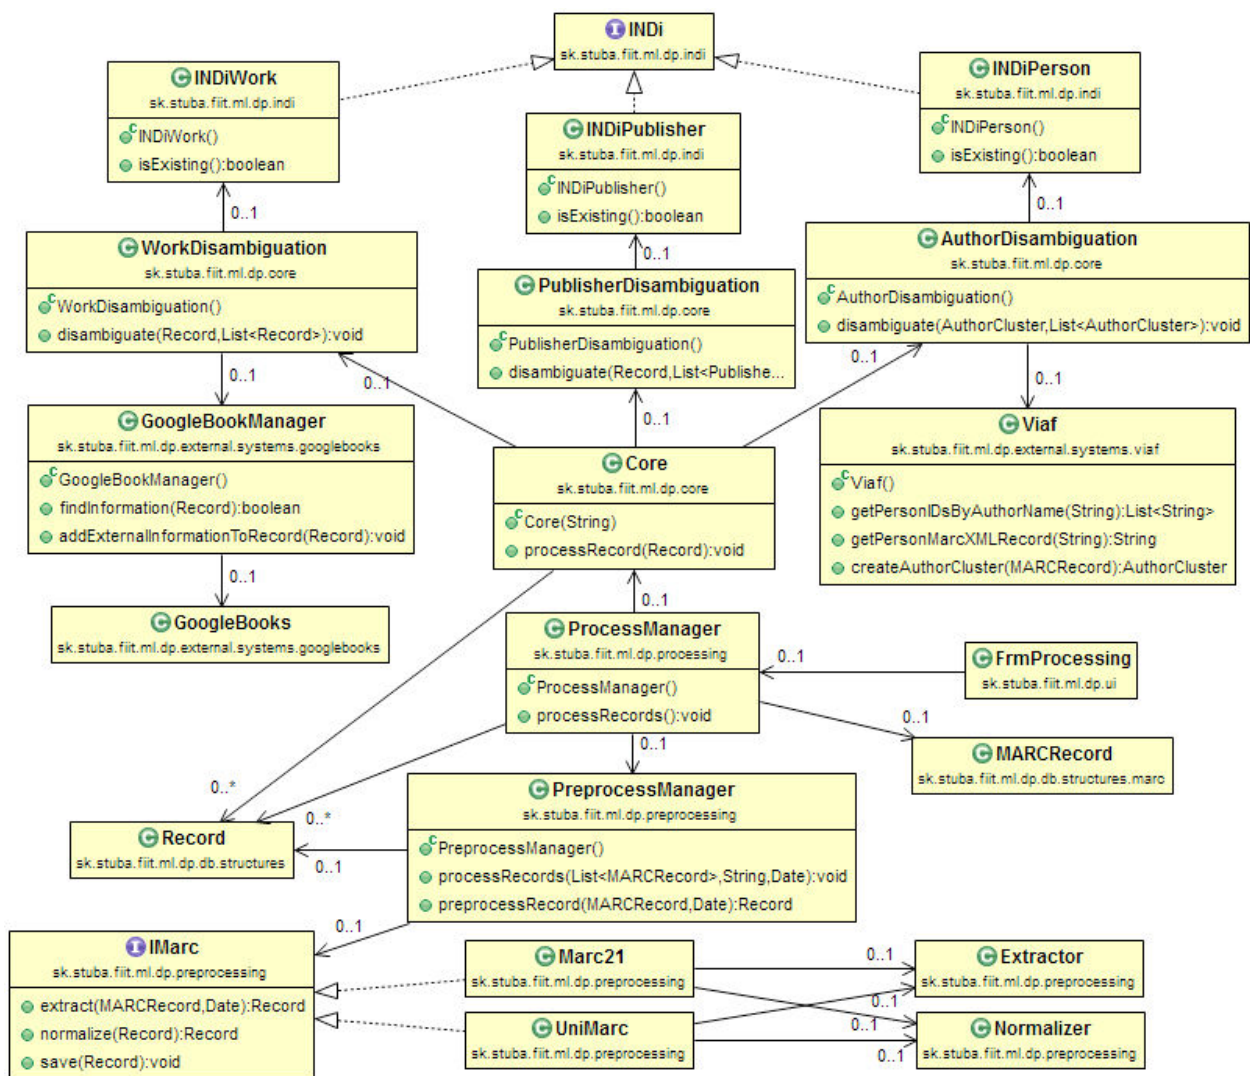 INDi
sk.stuba.fiit.ml.dp.indi
INDiWork
sk.stuba.fiit.ml.dp.indi
INDiWork()
isExisting():boolean
INDiPublisher
sk.stuba.fiit.ml.dp.indi
INDiPublisher()
isExisting():boolean
INDiPerson
sk.stuba.fiit.ml.dp.indi
INDiPerson()
isExisting():boolean
0..1
0..1
0..1
WorkDisambiguation
sk.stuba.fiit.ml.dp.core
WorkDisambiguation()
disambiguate(Record,List<Record>):void
PublisherDisambiguation
sk.stuba.fiit.ml.dp.core
PublisherDisambiguation()
disambiguate(Record,List<Publishe...
AuthorDisambiguation
sk.stuba.fiit.ml.dp.core
AuthorDisambiguation()
disambiguate(AuthorCluster,List<AuthorCluster>):void
0..1
0..1
0..1
0..1
0..1
GoogleBookManager
sk.stuba.fiit.ml.dp.external.systems.googlebooks
GoogleBookManager()
findInformation(Record):boolean
addExternalInformationToRecord(Record):void
Core
sk.stuba.fiit.ml.dp.core
Core(String)
processRecord(Record):void
Viaf
sk.stuba.fiit.ml.dp.external.systems.viaf
Viaf()
getPersonIDsByAuthorName(String):List<String>
getPersonMarcXMLRecord(String):String
createAuthorCluster(MARCRecord):AuthorCluster
0..1
0..1
GoogleBooks
sk.stuba.fiit.ml.dp.external.systems.googlebooks
ProcessManager
sk.stuba.fiit.ml.dp.processing
ProcessManager()
processRecords():void
0..1
FrmProcessing
sk.stuba.fiit.ml.dp.ui
0..1
0..1
MARCRecord
sk.stuba.fiit.ml.dp.db.structures.marc
0..*
0..*
PreprocessManager
sk.stuba.fiit.ml.dp.preprocessing
PreprocessManager()
processRecords(List<MARCRecord>,String,Date):void
preprocessRecord(MARCRecord,Date):Record
Record
sk.stuba.fiit.ml.dp.db.structures
0..1
0..1
IMarc
sk.stuba.fiit.ml.dp.preprocessing
extract(MARCRecord,Date):Record
normalize(Record):Record
save(Record):void
Marc21
sk.stuba.fiit.ml.dp.preprocessing
0..1
Extractor
sk.stuba.fiit.ml.dp.preprocessing
0..1
UniMarc
sk.stuba.fiit.ml.dp.preprocessing
0..1
0..1
Normalizer
sk.stuba.fiit.ml.dp.preprocessing